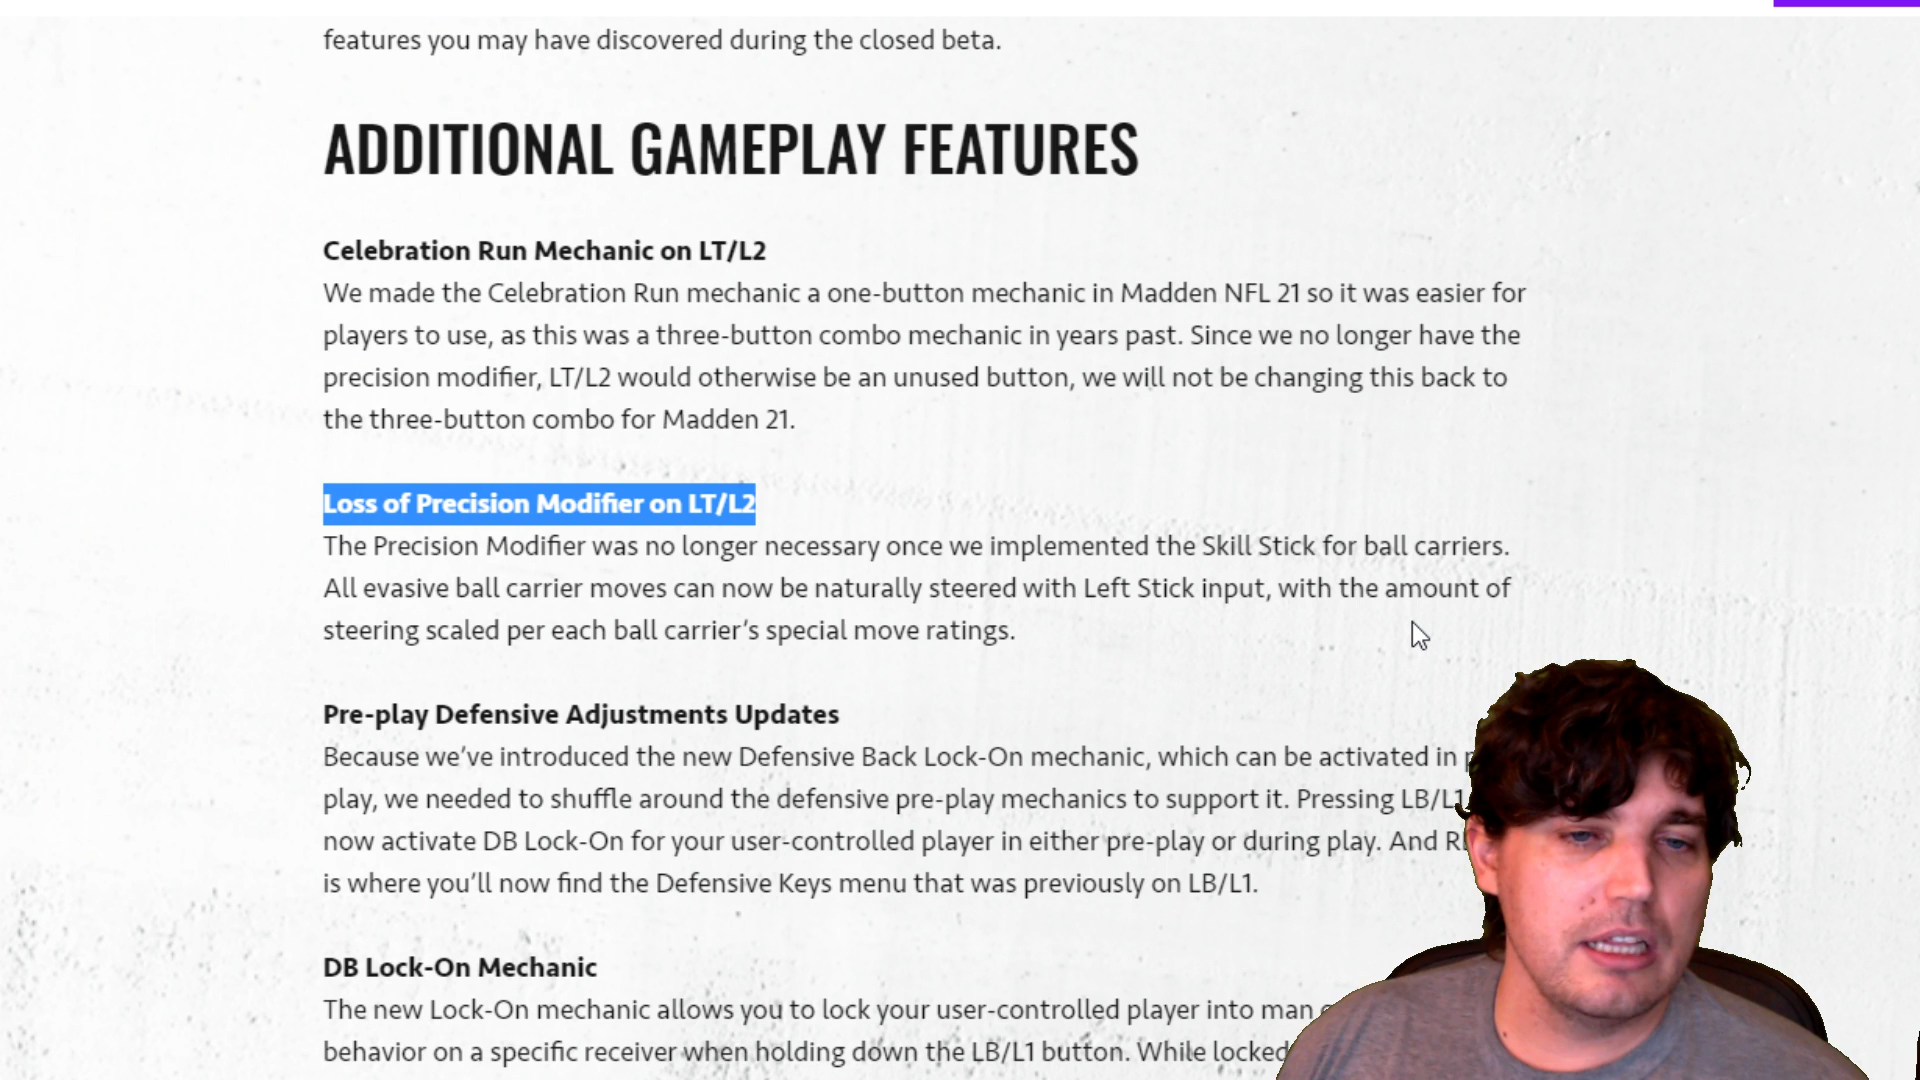 features you may have discovered during the closed beta.
ADDITIONAL GAMEPLAY FEATURES
Celebration Run Mechanic on LT/L2
We made the Celebration Run mechanic a one-button mechanic in Madden NFL 21 so it was easier for
players to use, as this was a three-button combo mechanic in years past. Since we no longer have the
precision modifier, LT/L2 would otherwise be an unused button, we will not be changing this back to
the three-button combo for Madden 21.
Loss of Precision Modifier on LT/L2
The Precision Modifier was no longer necessary once we implemented the Skill Stick for ball carriers.
All evasive ball carrier moves can now be naturally steered with Left Stick input, with the amount of
steering scaled per each ball carrier’s special move ratings.
Pre-play Defensive Adjustments Updates
Because we’ve introduced the new Defensive Back Lock-On mechanic, which can be activated in
play, we needed to shuffle around the defensive pre-play mechanics to support it. Pressing LB/L1
now activate DB Lock-On for your user-controlled player in either pre-play or during play. And
is where you’ll now find the Defensive Keys menu that was previously on LB/L1.
DB Lock-On Mechanic
The new Lock-On mechanic allows you to lock your user-controlled player into man
behavior on a specific receiver when holding down the LB/L1 button. While locked